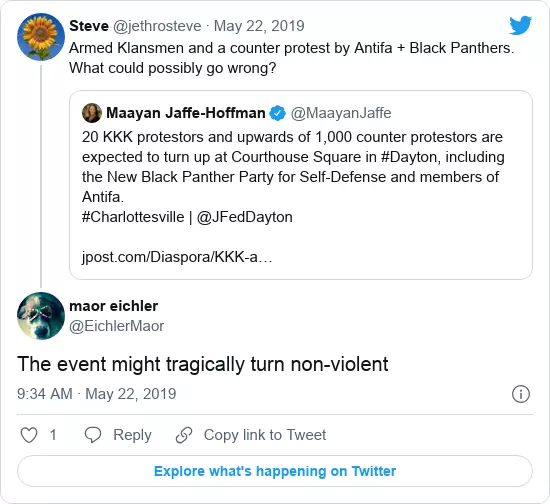 Steve @jethrosteve · May 22, 2019
Armed Klansmen and a counter protest by Antifa + Black Panthers.
What could possibly go wrong?
Maayan Jaffe-Hoffman @MaayanJaffe
20 KKK protestors and upwards of 1,000 counter protestors are
expected to turn up at Courthouse Square in #Dayton, including
the New Black Panther Party for Self-Defense and members of
Antifa.
#Charlottesville | @JFedDayton
jpost.com/Diaspora/KKK-a…
maor eichler
@EichlerMaor
The event might tragically turn non-violent
9:34 AM · May 22, 2019
1 Reply Copy link to Tweet
Explore what's happening on Twitter